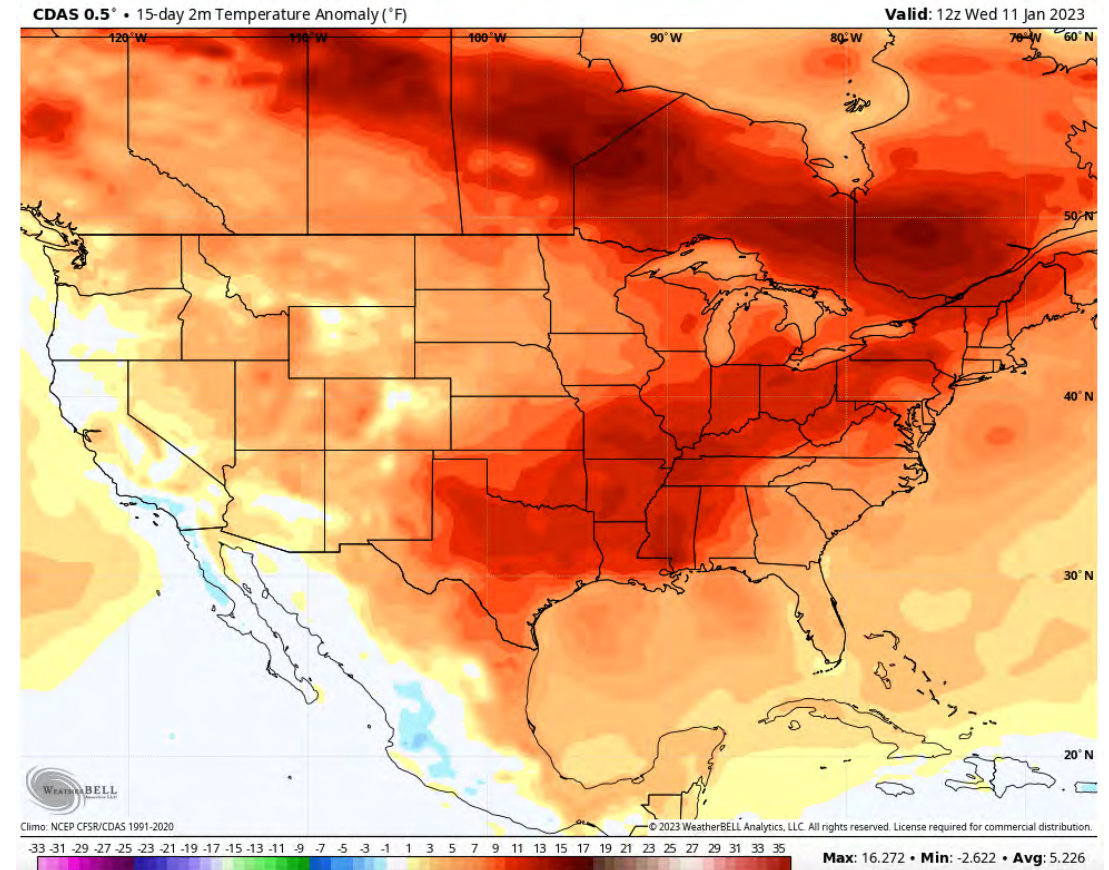 CDAS 0.5° • 15-day 2m Temperature Anomaly (°F)
Valid: 12z Wed 11 Jan 2023
120°W 110°W 100°W 90°W 80°W 70°W 60°N
50°N
40°N
30°N
20°N
WEATHERBELL
Climo: NCEP CFSR/CDAS 1991-2020
© 2023 WeatherBELL Analytics, LLC. All rights reserved. License required for commercial distribution.
-33 -31 -29 -27 -25 -23 -21 -19 -17 -15 -13 -11 -9 -7 -5 -3 -1 1 3 5 7 9 11 13 15 17 19 21 23 25 27 29 31 33 35
Max: 16.272 • Min: -2.622 • Avg: 5.226